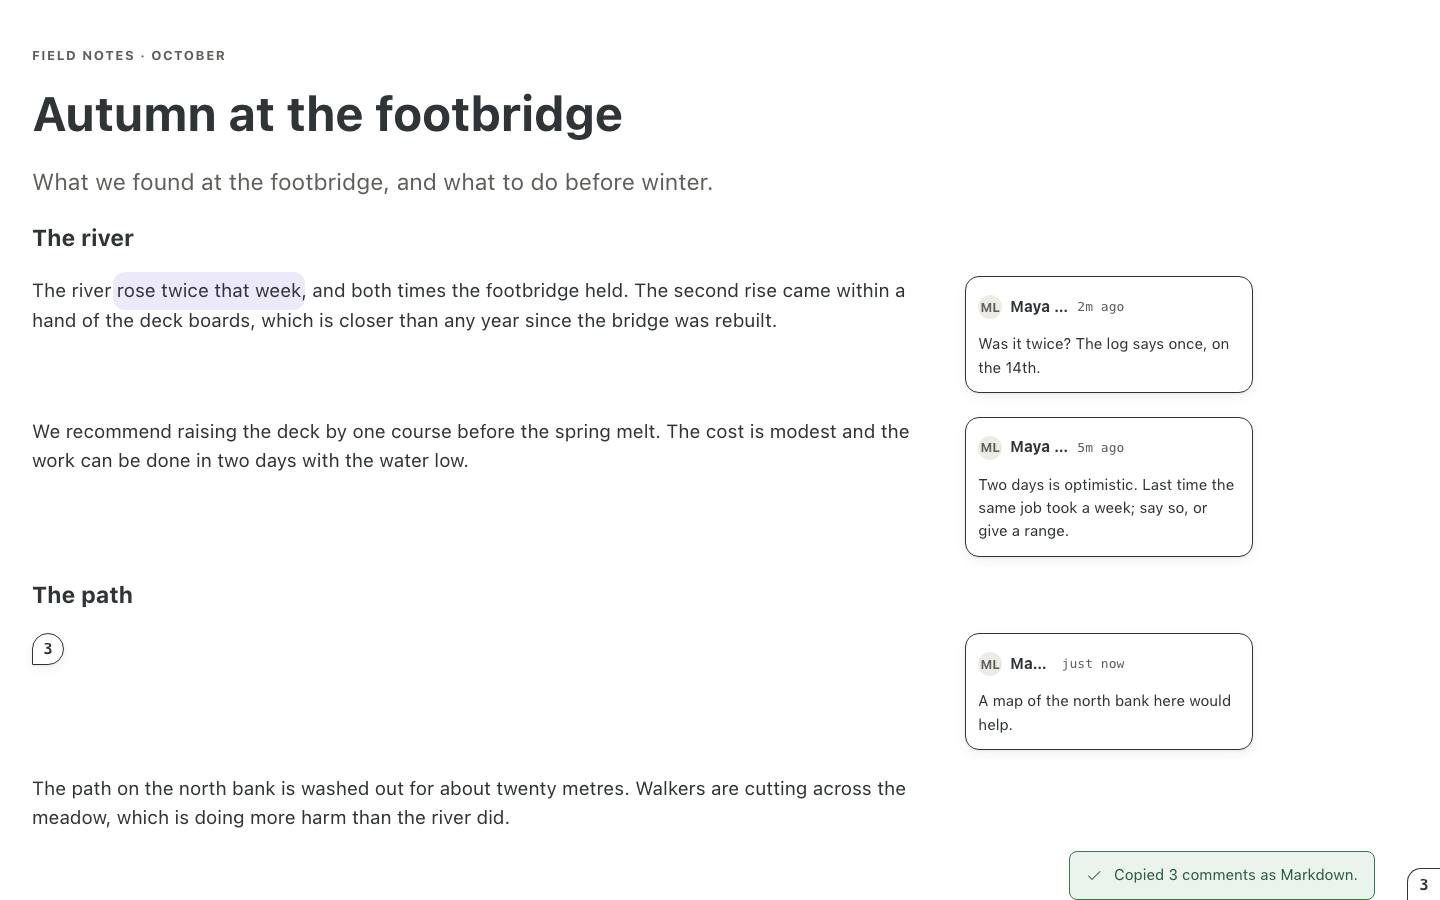 FIELD NOTES · OCTOBER
Autumn at the footbridge
What we found at the footbridge, and what to do before winter.
The river
The river rose twice that week, and both times the footbridge held. The second rise came within a
hand of the deck boards, which is closer than any year since the bridge was rebuilt.
ML Maya ... 2m ago
Was it twice? The log says once, on
the 14th.
We recommend raising the deck by one course before the spring melt. The cost is modest and the
work can be done in two days with the water low.
ML Maya ... 5m ago
Two days is optimistic. Last time the
same job took a week; say so, or
give a range.
The path
3
ML Ma... just now
A map of the north bank here would
help.
The path on the north bank is washed out for about twenty metres. Walkers are cutting across the
meadow, which is doing more harm than the river did.
Copied 3 comments as Markdown.
3